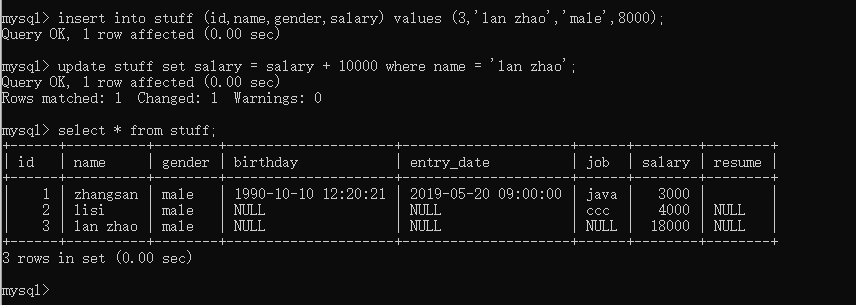 mysql> insert into stuff (id,name,gender,salary) values (3,'lan zhao','male',8000);
Query OK, 1 row affected (0.00 sec)
mysql> update stuff set salary = salary + 10000 where name = 'lan zhao';
Query OK, 1 row affected (0.00 sec)
Rows matched: 1  Changed: 1  Warnings: 0
mysql> select * from stuff;
+------+----------+--------+---------------------+---------------------+------+--------+--------+
| id   | name     | gender | birthday            | entry_date          | job  | salary | resume |
+------+----------+--------+---------------------+---------------------+------+--------+--------+
|    1 | zhangsan | male   | 1990-10-10 12:20:21 | 2019-05-20 09:00:00 | java |   3000 |        |
|    2 | lisi     | male   | NULL                | NULL                | ccc  |   4000 | NULL   |
|    3 | lan zhao | male   | NULL                | NULL                | NULL |  18000 | NULL   |
+------+----------+--------+---------------------+---------------------+------+--------+--------+
3 rows in set (0.00 sec)
mysql>